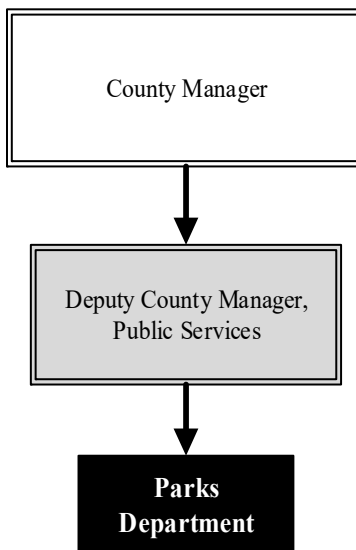 County Manager
Deputy County Manager,
Public Services
Parks
Department